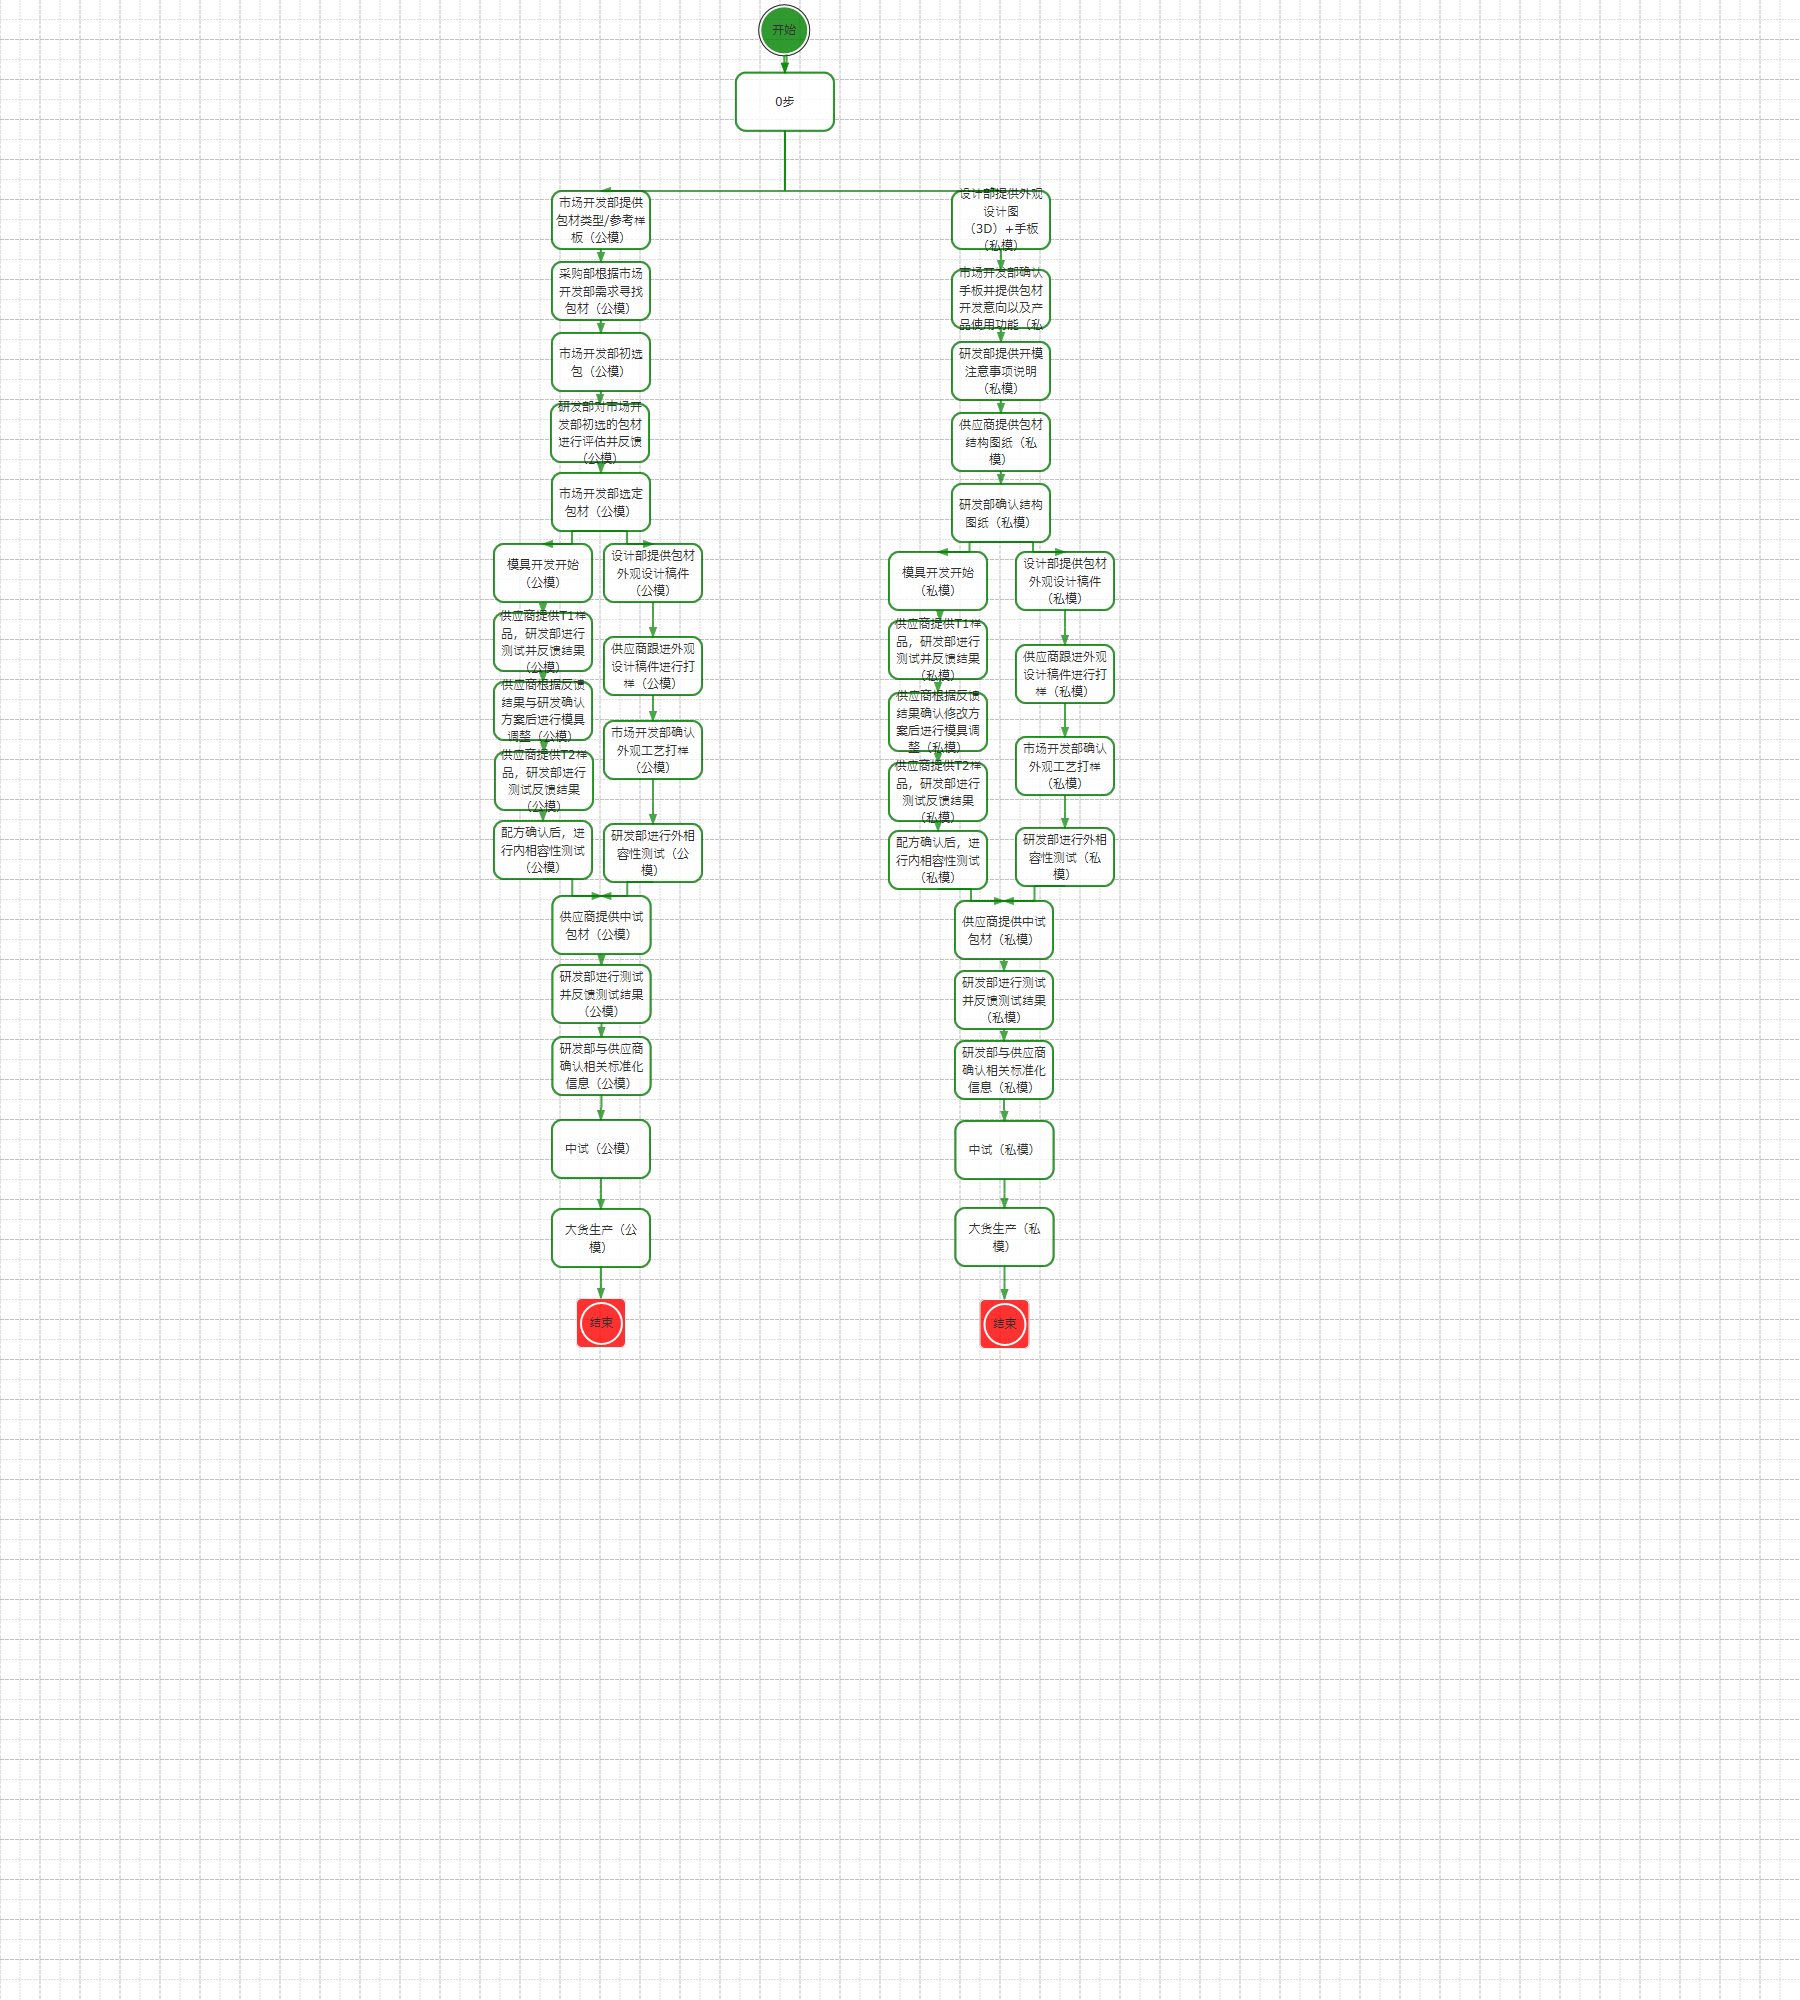 开始
0步
市场开发部提供
包材类型/参考样
板（公模）
采购部根据市场
开发部需求寻找
包材（公模）
市场开发部初选
包（公模）
研发部对市场开
发部初选的包材
进行评估并反馈
（公模）
市场开发部选定
包材（公模）
模具开发开始
（公模）
供应商提供T1样
品，研发部进行
测试并反馈结果
（公模）
供应商根据反馈
结果与研发确认
方案后进行模具
调整（公模）
供应商提供T2样
品，研发部进行
测试反馈结果
（公模）
配方确认后，进
行内相容性测试
（公模）
设计部提供包材
外观设计稿件
（公模）
供应商跟进外观
设计稿件进行打
样（公模）
市场开发部确认
外观工艺打样
（公模）
研发部进行外相
容性测试（公
模）
供应商提供中试
包材（公模）
研发部进行测试
并反馈测试结果
（公模）
研发部与供应商
确认相关标准化
信息（公模）
中试（公模）
大货生产（公
模）
结束
设计部提供外观
设计图
（3D）+手板
（私模）
市场开发部确认
手板并提供包材
开发意向以及产
品使用功能（私
研发部提供开模
注意事项说明
（私模）
供应商提供包材
结构图纸（私
模）
研发部确认结构
图纸（私模）
模具开发开始
（私模）
供应商提供T1样
品，研发部进行
测试并反馈结果
（私模）
供应商根据反馈
结果确认修改方
案后进行模具调
整（私模）
供应商提供T2样
品，研发部进行
测试反馈结果
（私模）
配方确认后，进
行内相容性测试
（私模）
设计部提供包材
外观设计稿件
（私模）
供应商跟进外观
设计稿件进行打
样（私模）
市场开发部确认
外观工艺打样
（私模）
研发部进行外相
容性测试（私
模）
供应商提供中试
包材（私模）
研发部进行测试
并反馈测试结果
（私模）
研发部与供应商
确认相关标准化
信息（私模）
中试（私模）
大货生产（私
模）
结束